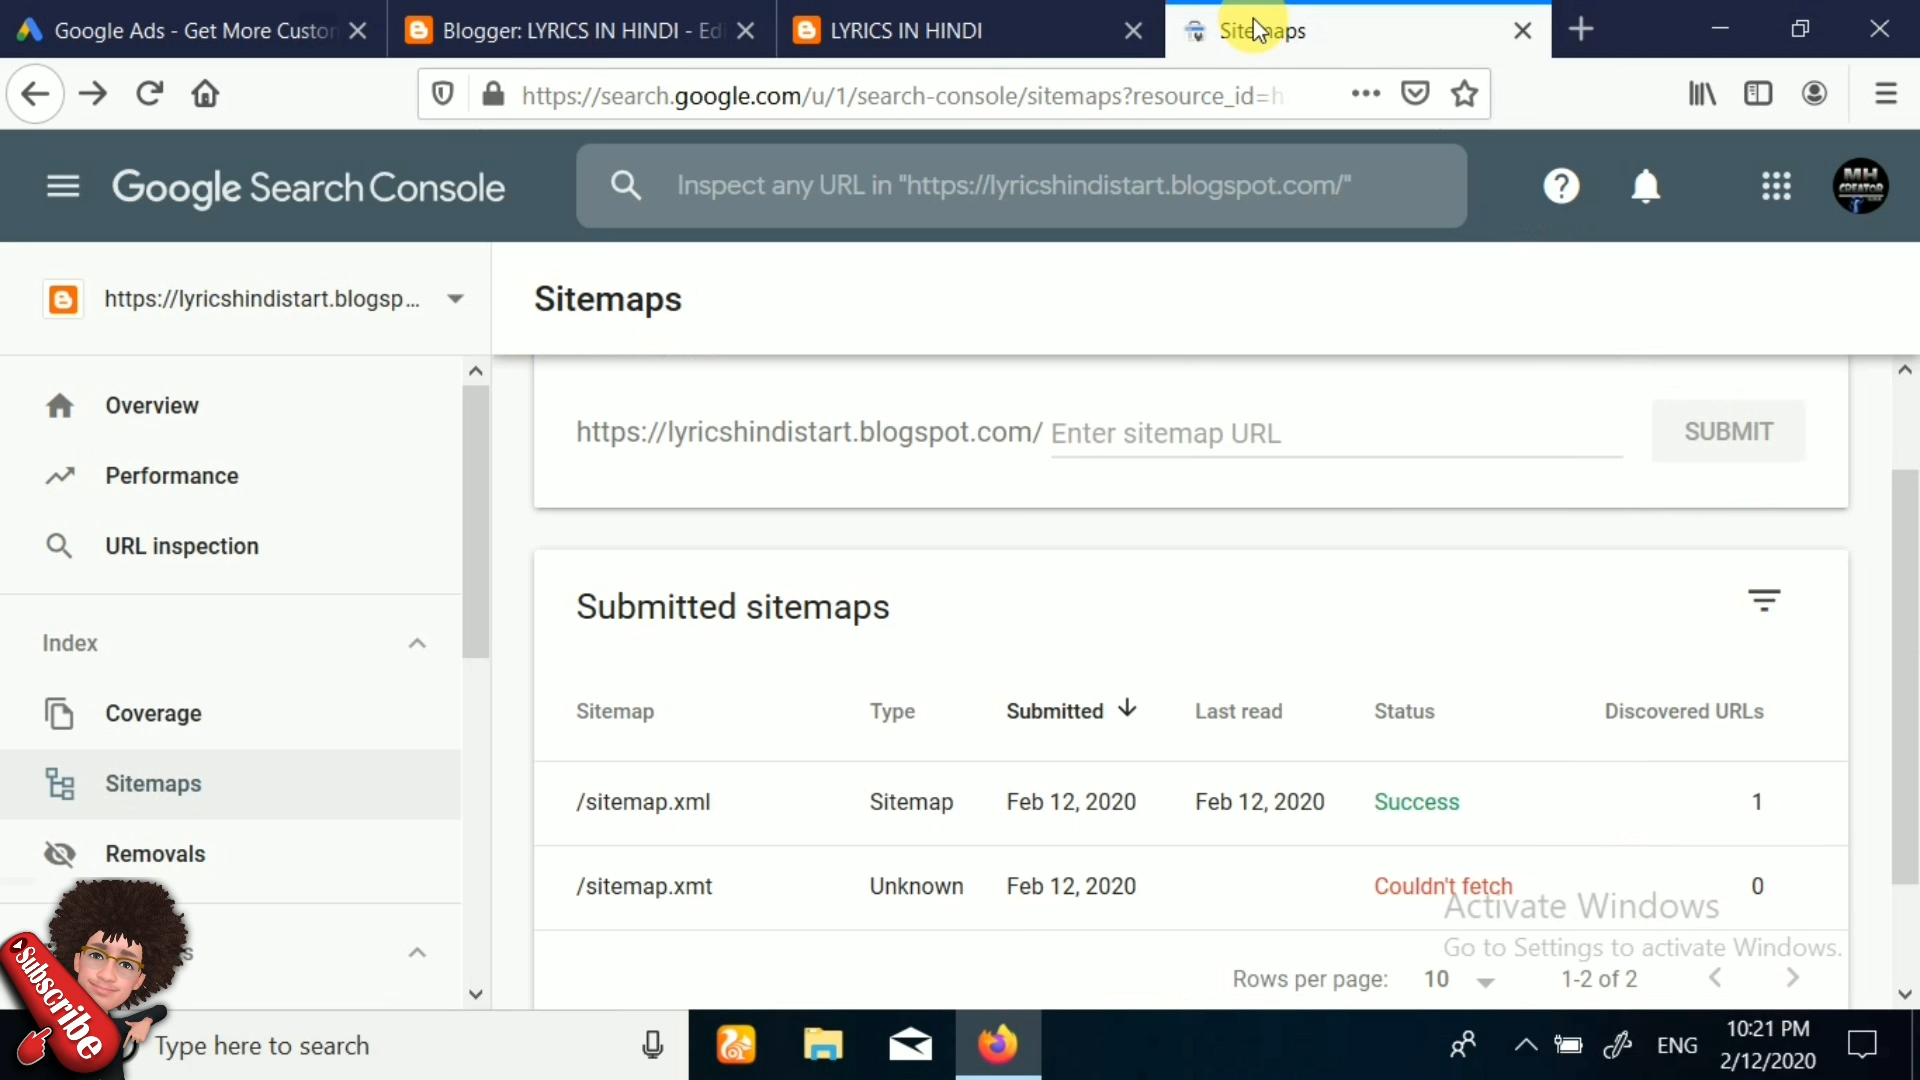 Google Ads - Get More Custor
Blogger: LYRICS IN HINDI - Ed
LYRICS IN HINDI
Sitemaps
https://search.google.com/u/1/search-console/sitemaps?resource_id=h
Google Search Console
Inspect any URL in "https://lyricshindistart.blogspot.com/"
MH
CREATOR
https://lyricshindistart.blogsp...
Sitemaps
Overview
Performance
URL inspection
Index
Coverage
Sitemaps
Removals
s
https://lyricshindistart.blogspot.com/ Enter sitemap URL
SUBMIT
Submitted sitemaps
Sitemap Type Submitted Last read Status Discovered URLs
/sitemap.xml Sitemap Feb 12, 2020 Feb 12, 2020 Success 1
/sitemap.xmt Unknown Feb 12, 2020 Couldn't fetch 0
Activate Windows
Go to Settings to activate Windows.
Rows per page: 10 1-2 of 2
Subscribe
Type here to search
ENG
10:21 PM
2/12/2020